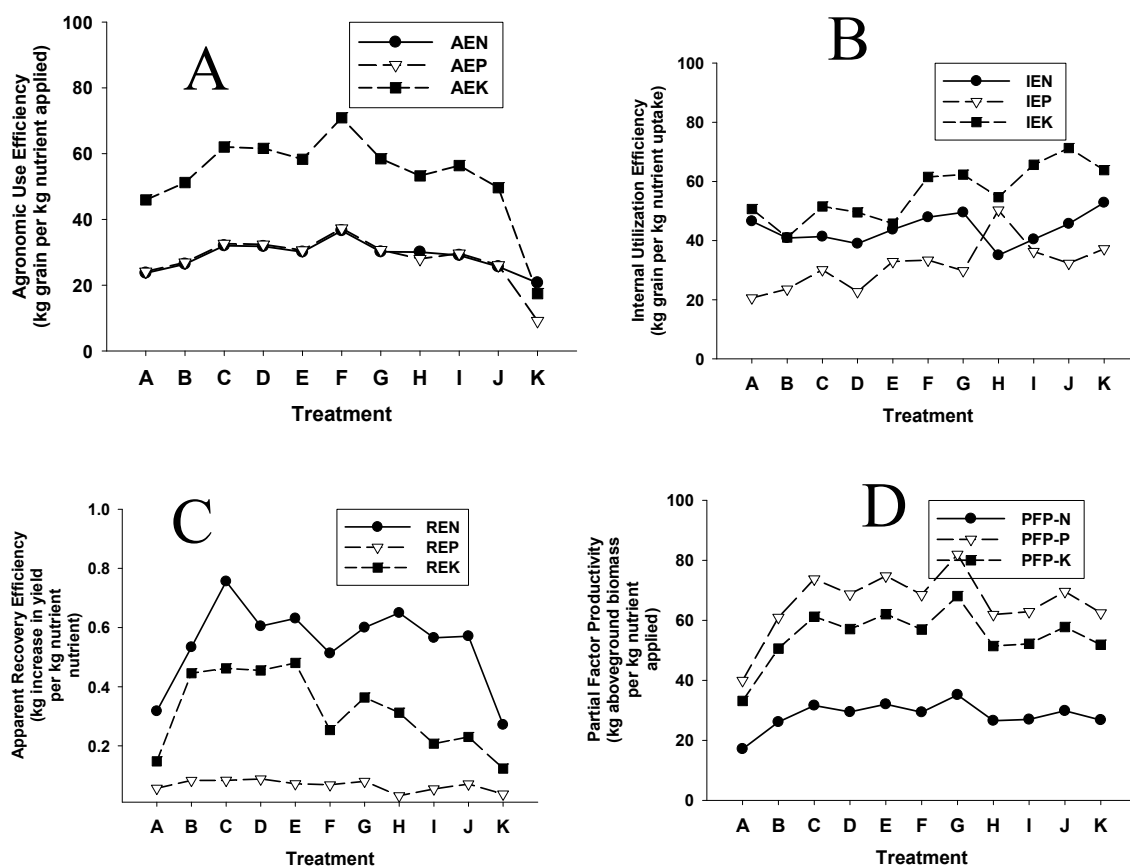 A
Agronomic Use Efficiency
(kg grain per kg nutrient applied)
100
80
60
40
20
0
AEN
AEP
AEK
A B C D E F G H I J K
Treatment
B
Internal Utilization Efficiency
(kg grain per kg nutrient uptake)
100
80
60
40
20
0
IEN
IEP
IEK
A B C D E F G H I J K
Treatment
C
Apparent Recovery Efficiency
(kg increase in yield
per kg nutrient
nutrient)
1.0
0.8
0.6
0.4
0.2
REN
REP
REK
A B C D E F G H I J K
Treatment
D
Partial Factor Productivity
(kg aboveground biomass
per kg nutrient
applied)
100
80
60
40
20
0
PFP-N
PFP-P
PFP-K
A B C D E F G H I J K
Treatment